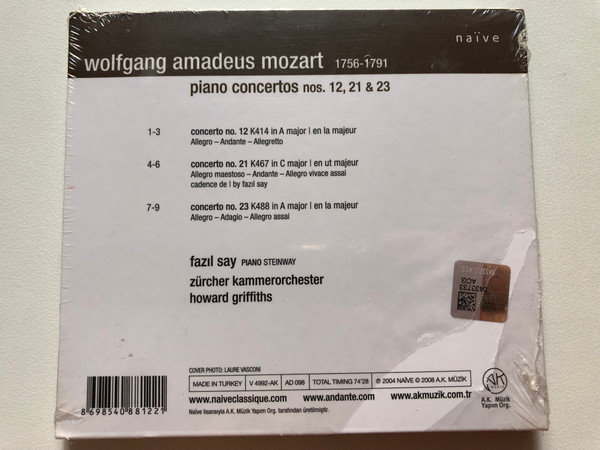 naïve
wolfgang amadeus mozart 1756-1791
piano concertos nos. 12, 21 & 23
1-3 concerto no. 12 K414 in A major | en la majeur
Allegro – Andante – Allegretto
4-6 concerto no. 21 K467 in C major | en ut majeur
Allegro maestoso – Andante – Allegro vivace assai
cadence de | by fazıl say
7-9 concerto no. 23 K488 in A major | en la majeur
Allegro – Adagio – Allegro assai
fazıl say PIANO STEINWAY
zürcher kammerorchester
howard griffiths
ACG
COVER PHOTO: LAURE VASCONI
MADE IN TURKEY V 4992-AK AD 098 TOTAL TIMING 74'28 ℗ 2004 NAÏVE © 2008 A.K. MÜZİK
www.naiveclassique.com www.andante.com www.akmuzik.com.tr
Naïve lisansıyla A.K. Müzik Yapım Org. tarafından üretilmiştir.
AK
A.K. Müzik
Yapım Org.
8698540881221